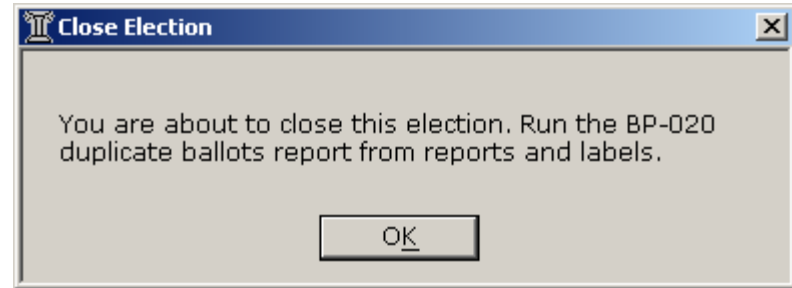 Close Election
You are about to close this election. Run the BP-020
duplicate ballots report from reports and labels.
OK